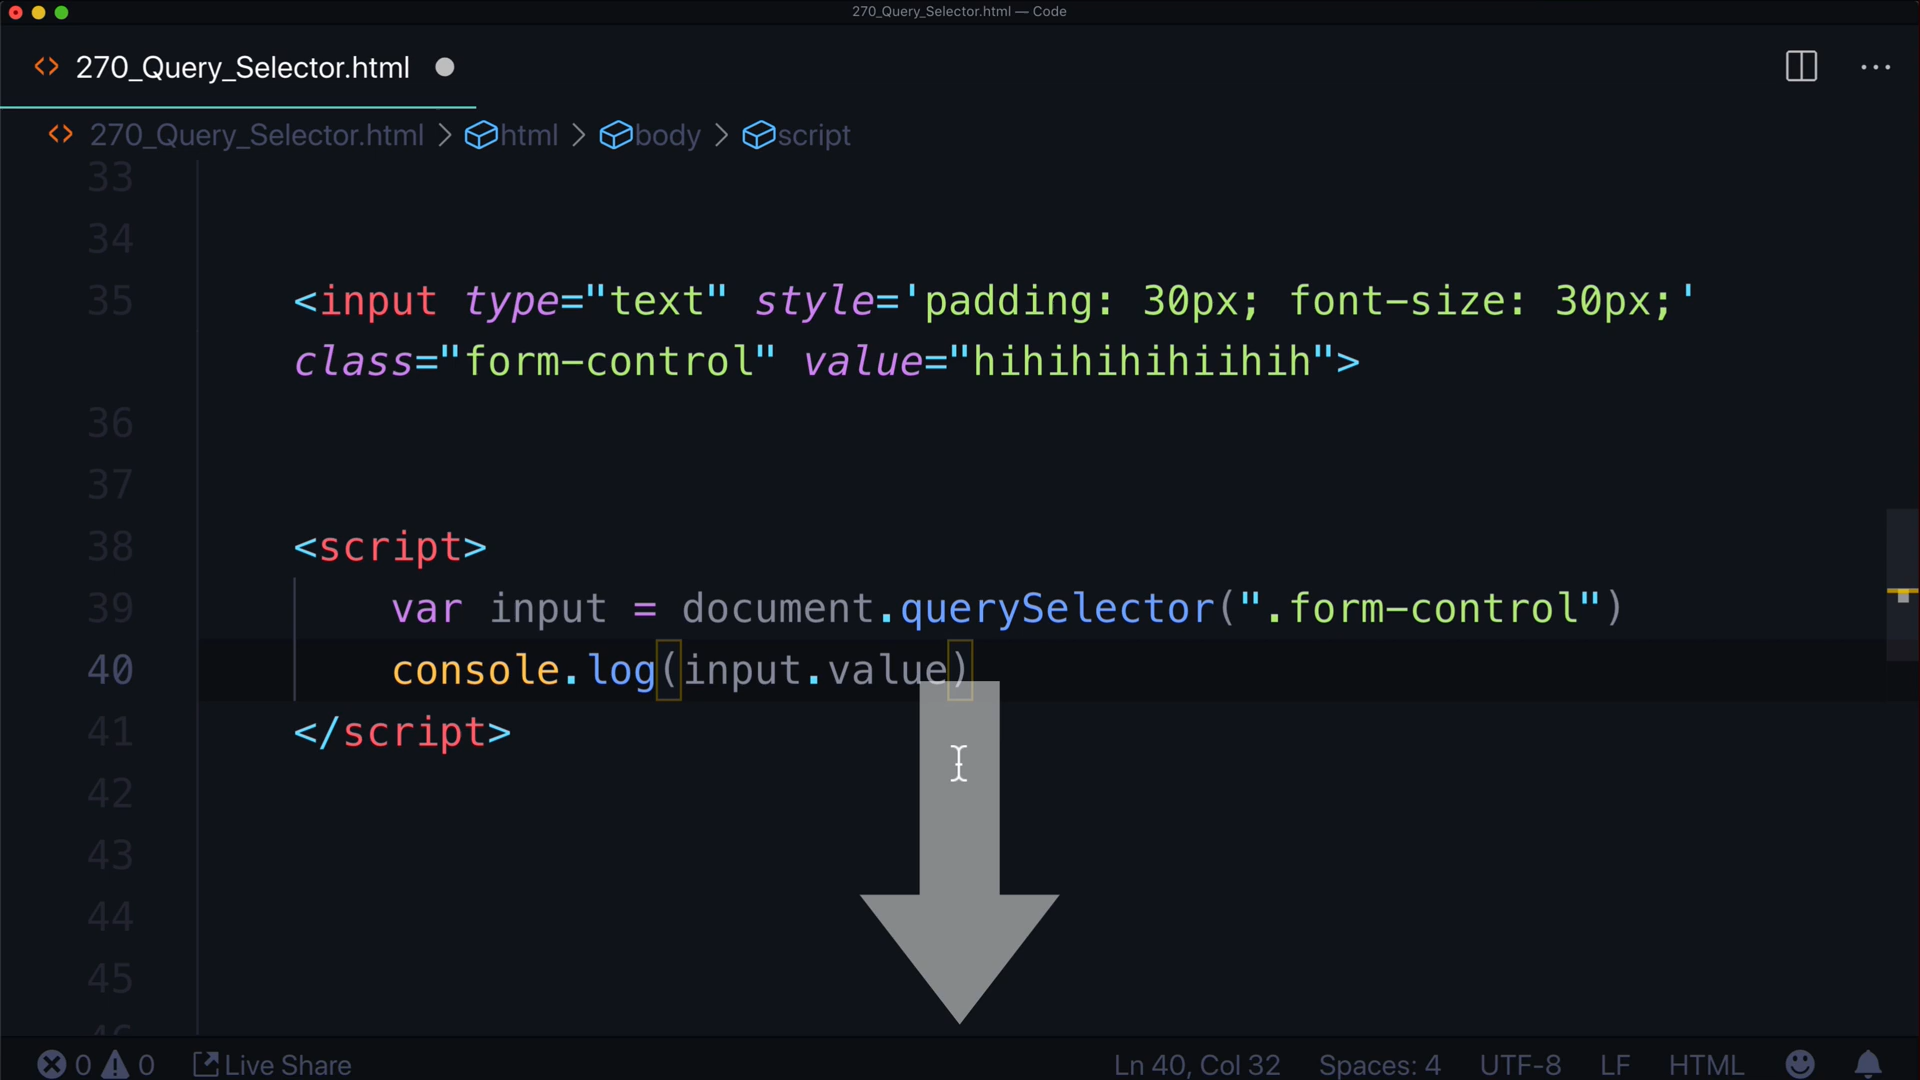 270_Query_Selector.html — Code
270_Query_Selector.html
270_Query_Selector.html > html > body > script
33
34
35 <input type="text" style='padding: 30px; font-size: 30px;'
class="form-control" value="hihihihihiihih">
36
37
38 <script>
39 var input = document.querySelector(".form-control")
40 console.log(input.value)
41 </script>
42
43
44
45
46
0 0 Live Share Ln 40, Col 32 Spaces: 4 UTF-8 LF HTML